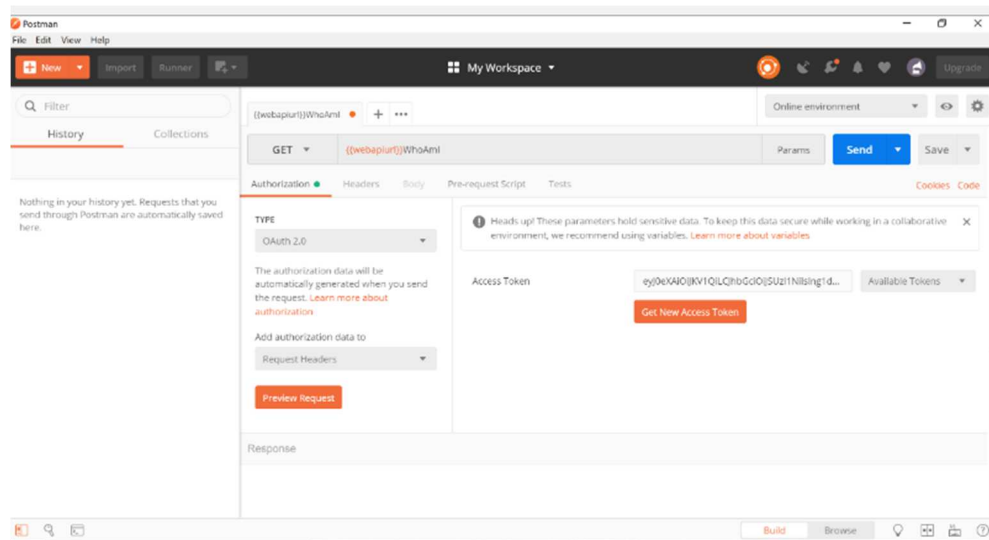 Postman
File Edit View Help
New Import Runner My Workspace Upgrade
Filter
History Collections
Nothing in your history yet. Requests that you
send through Postman are automatically saved
here.
{{webapiurl}}WhoAmI
Online environment
GET {{webapiurl}}WhoAmI Params Send Save
Authorization Headers Body Pre-request Script Tests Cookies Code
TYPE
OAuth 2.0
The authorization data will be
automatically generated when you send
the request. Learn more about
authorization
Add authorization data to
Request Headers
Preview Request
Heads up! These parameters hold sensitive data. To keep this data secure while working in a collaborative
environment, we recommend using variables. Learn more about variables
Access Token Available Tokens
Get New Access Token
Response
Build Browse